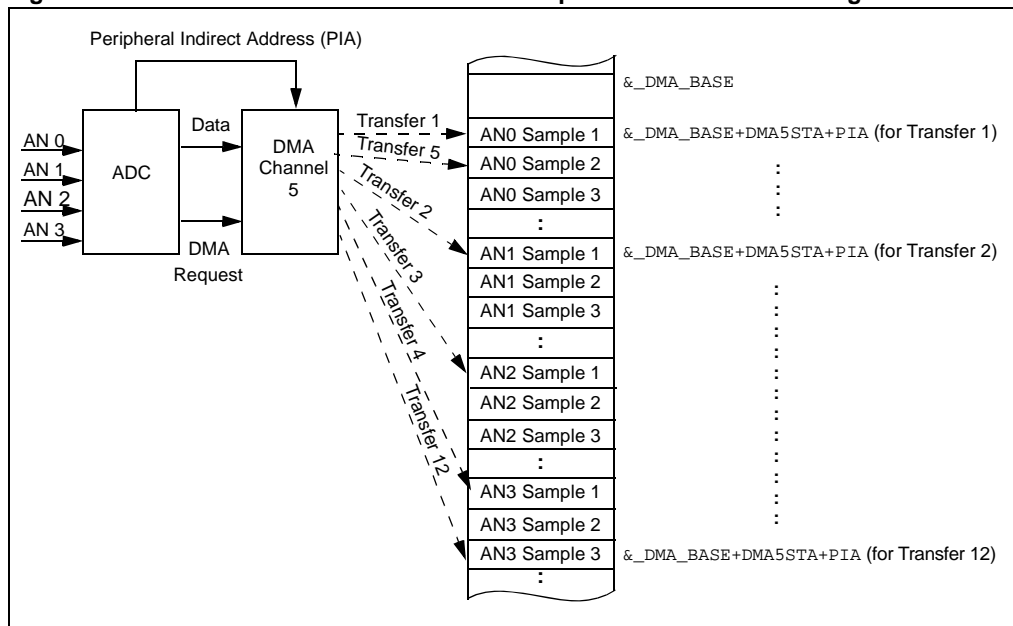 Peripheral Indirect Address (PIA)
&_DMA_BASE
AN 0
AN 1
AN 2
AN 3
ADC
Data
DMA
Request
DMA
Channel
5
Transfer 1
Transfer 5
Transfer 2
Transfer 3
Transfer 4
Transfer 12
AN0 Sample 1
&_DMA_BASE+DMA5STA+PIA (for Transfer 1)
AN0 Sample 2
AN0 Sample 3
:
AN1 Sample 1
&_DMA_BASE+DMA5STA+PIA (for Transfer 2)
AN1 Sample 2
AN1 Sample 3
:
AN2 Sample 1
AN2 Sample 2
AN2 Sample 3
:
AN3 Sample 1
AN3 Sample 2
AN3 Sample 3
&_DMA_BASE+DMA5STA+PIA (for Transfer 12)
: